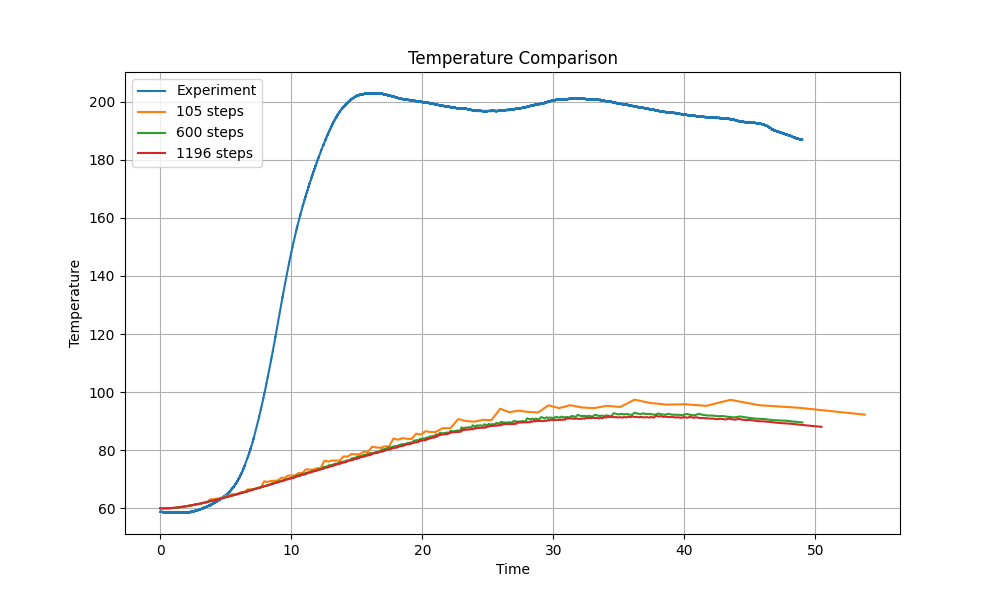 Temperature Comparison
Experiment
105 steps
600 steps
1196 steps
200
180
160
140
120
100
80
60
Temperature
0 10 20 30 40 50
Time